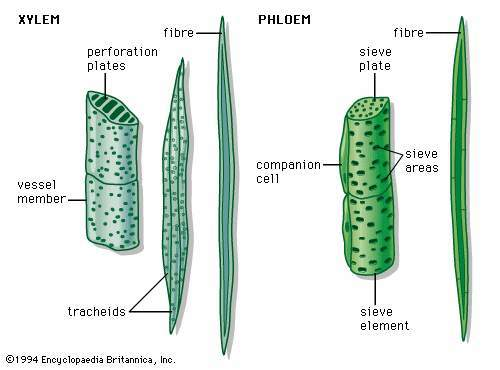 XYLEM
fibre
perforation
plates
vessel
member
tracheids
PHLOEM
fibre
sieve
plate
companion
cell
sieve
areas
sieve
element
©1994 Encyclopaedia Britannica, Inc.